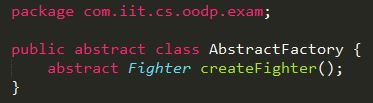 package com.iit.cs.oodp.exam;
public abstract class AbstractFactory {
abstract Fighter createFighter();
}